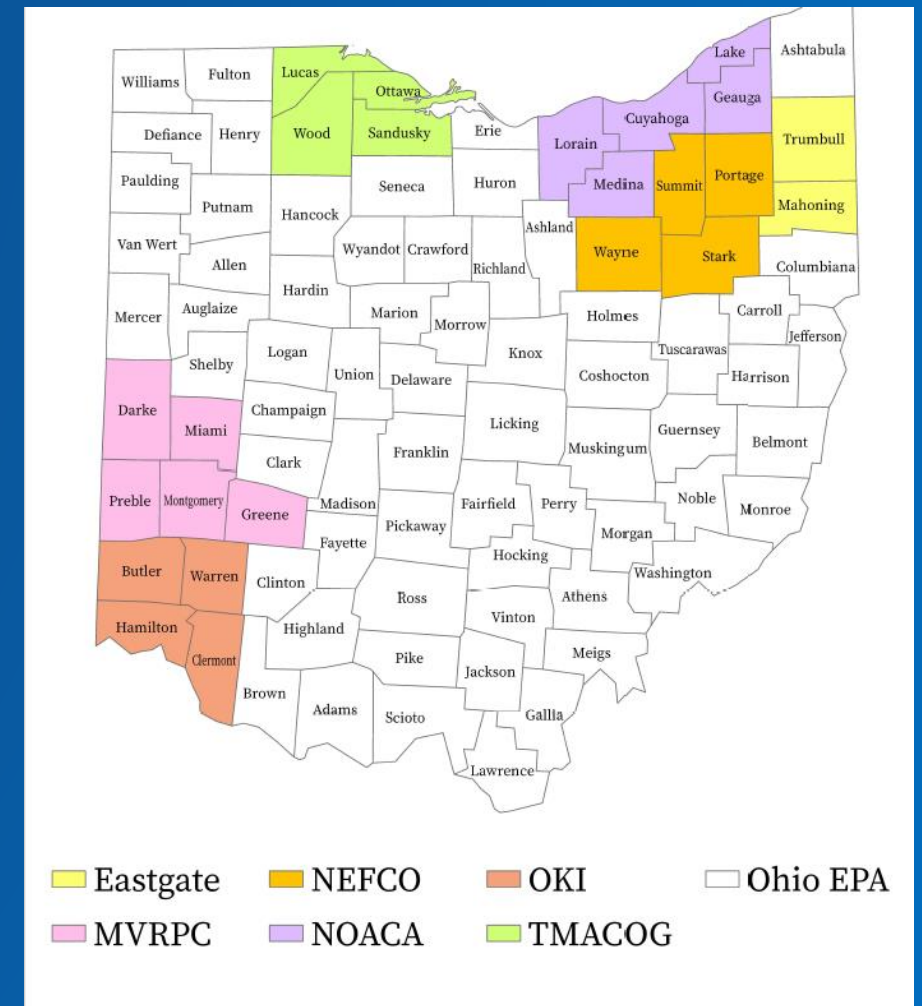 Lake
Ashtabula
Williams
Fulton
Lucas
Ottawa
Geauga
Cuyahoga
Defiance
Henry
Wood
Sandusky
Erie
Lorain
Trumbull
Paulding
Seneca
Huron
Medina
Summit
Portage
Putnam
Hancock
Mahoning
Van Wert
Ashland
Wyandot
Crawford
Wayne
Stark
Allen
Richland
Columbiana
Hardin
Mercer
Auglaize
Marion
Morrow
Holmes
Carroll
Jefferson
Shelby
Logan
Union
Knox
Tuscarawas
Delaware
Coshocton
Harrison
Darke
Champaign
Miami
Licking
Franklin
Muskingum
Guernsey
Belmont
Clark
Preble
Montgomery
Greene
Madison
Fairfield
Perry
Noble
Monroe
Pickaway
Fayette
Morgan
Hocking
Butler
Warren
Clinton
Washington
Ross
Athens
Hamilton
Highland
Vinton
Clermont
Pike
Meigs
Jackson
Brown
Adams
Scioto
Gallia
Lawrence
Eastgate
NEFCO
OKI
Ohio EPA
MVRPC
NOACA
TMACOG